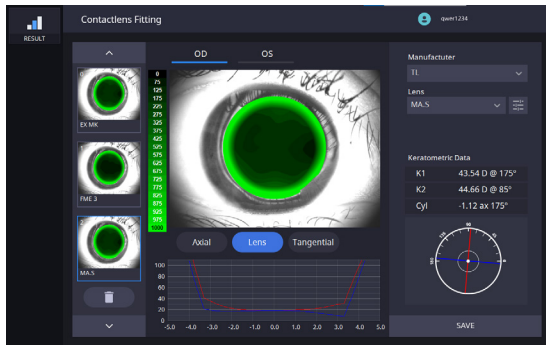 RESULT
Contactlens Fitting
qwer1234
EX MK
FME 3
MA.S
OD
OS
0
75
125
175
225
275
325
375
425
475
525
575
625
675
725
775
825
875
925
975
1000
Axial
Lens
Tangential
100
80
60
40
20
0
-5.0 -4.0 -3.0 -2.0 -1.0 0.0 1.0 2.0 3.0 4.0 5.0
Manufactuter
TL
Lens
MA.S
Keratometric Data
K1 43.54 D @ 175°
K2 44.66 D @ 85°
Cyl -1.12 ax 175°
90
SAVE